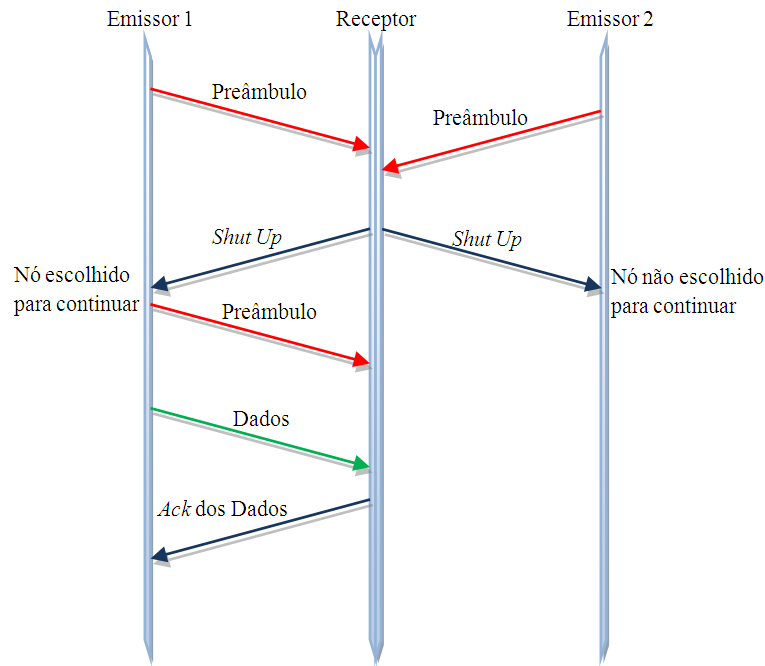 Emissor 1
Receptor
Emissor 2
Preâmbulo
Preâmbulo
Shut Up
Shut Up
Nó escolhido
para continuar
Nó não escolhido
para continuar
Preâmbulo
Dados
Ack dos Dados